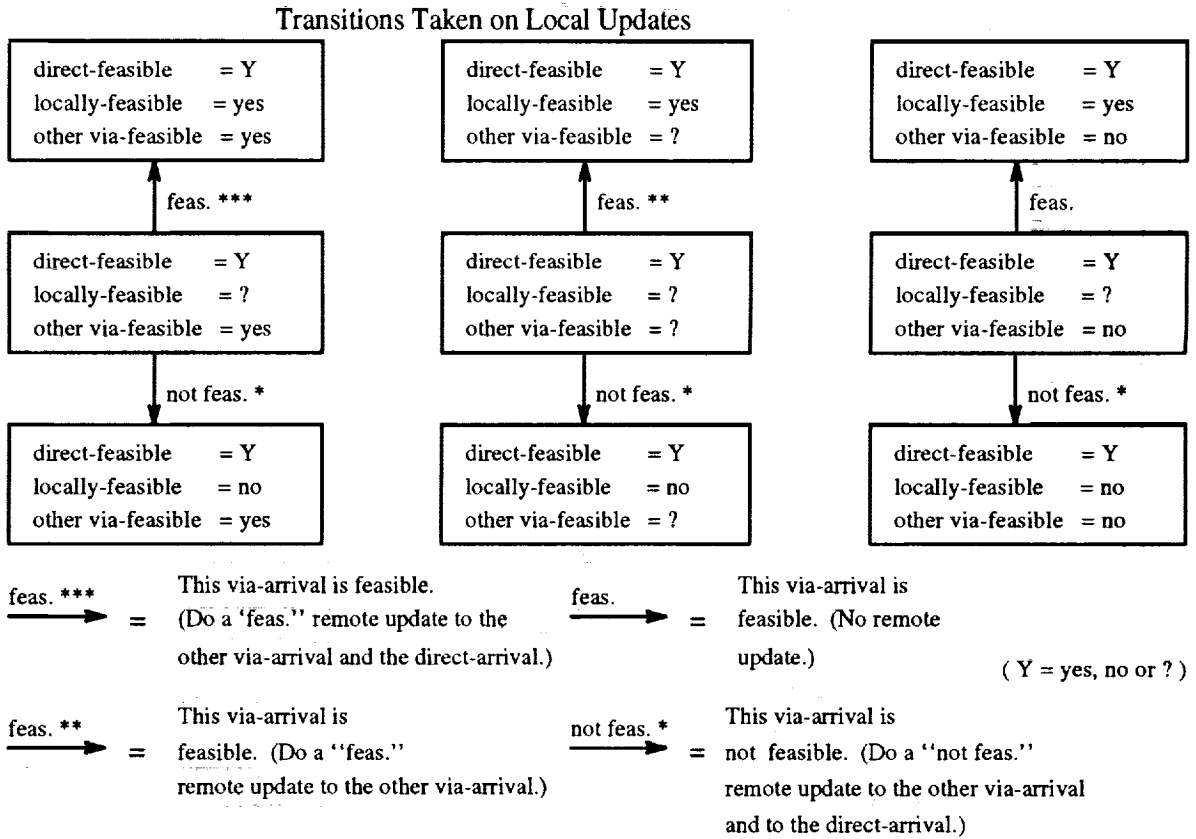 Transitions Taken on Local Updates
direct-feasible = Y
locally-feasible = yes
other via-feasible = yes
direct-feasible = Y
locally-feasible = yes
other via-feasible = ?
direct-feasible = Y
locally-feasible = yes
other via-feasible = no
feas. ***
feas. **
feas.
direct-feasible = Y
locally-feasible = ?
other via-feasible = yes
direct-feasible = Y
locally-feasible = ?
other via-feasible = ?
direct-feasible = Y
locally-feasible = ?
other via-feasible = no
not feas. *
not feas. *
not feas. *
direct-feasible = Y
locally-feasible = no
other via-feasible = yes
direct-feasible = Y
locally-feasible = no
other via-feasible = ?
direct-feasible = Y
locally-feasible = no
other via-feasible = no
feas. *** =
This via-arrival is feasible.
(Do a ‘feas.’’ remote update to the
other via-arrival and the direct-arrival.)
feas. =
This via-arrival is
feasible. (No remote
update.)
( Y = yes, no or ? )
feas. ** =
This via-arrival is
feasible. (Do a ‘‘feas.’’
remote update to the other via-arrival.)
not feas. * =
This via-arrival is
not feasible. (Do a ‘‘not feas.’’
remote update to the other via-arrival
and to the direct-arrival.)